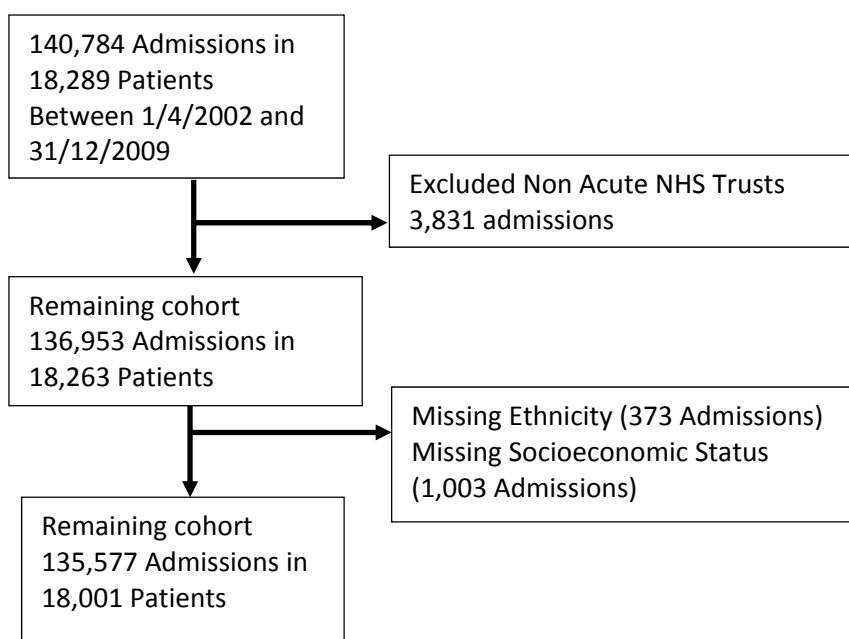 140,784 Admissions in
18,289 Patients
Between 1/4/2002 and
31/12/2009
Excluded Non Acute NHS Trusts
3,831 admissions
Remaining cohort
136,953 Admissions in
18,263 Patients
Missing Ethnicity (373 Admissions)
Missing Socioeconomic Status
(1,003 Admissions)
Remaining cohort
135,577 Admissions in
18,001 Patients